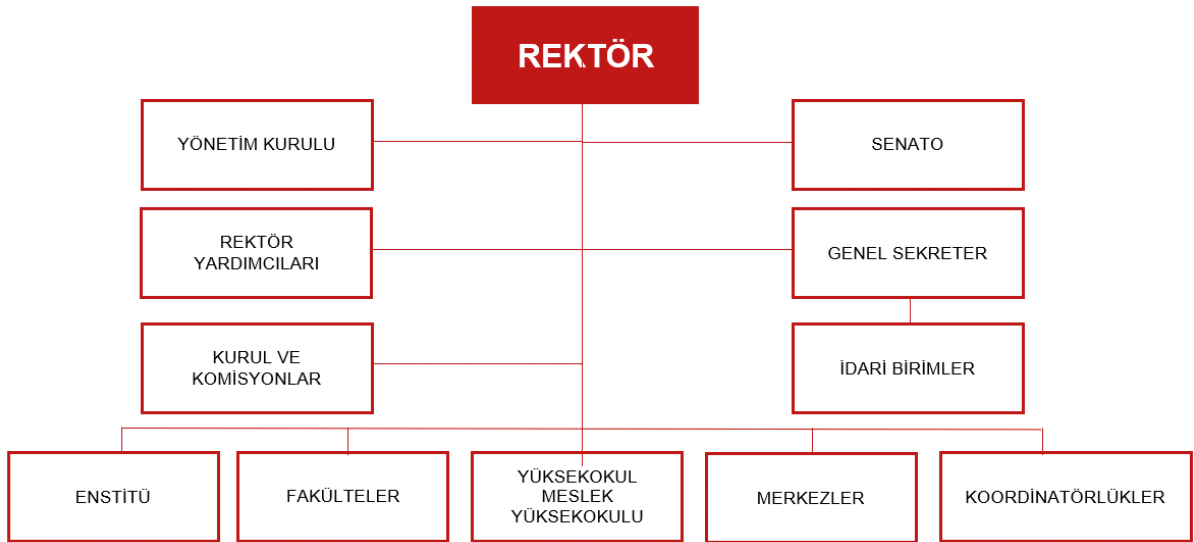 REKTÖR
YÖNETİM KURULU
SENATO
REKTÖR
YARDIMCILARI
GENEL SEKRETER
KURUL VE
KOMİSYONLAR
İDARİ BİRİMLER
ENSTİTÜ
FAKÜLTELER
YÜKSEKOKUL
MESLEK
YÜKSEKOKULU
MERKEZLER
KOORDİNATÖRLÜKLER